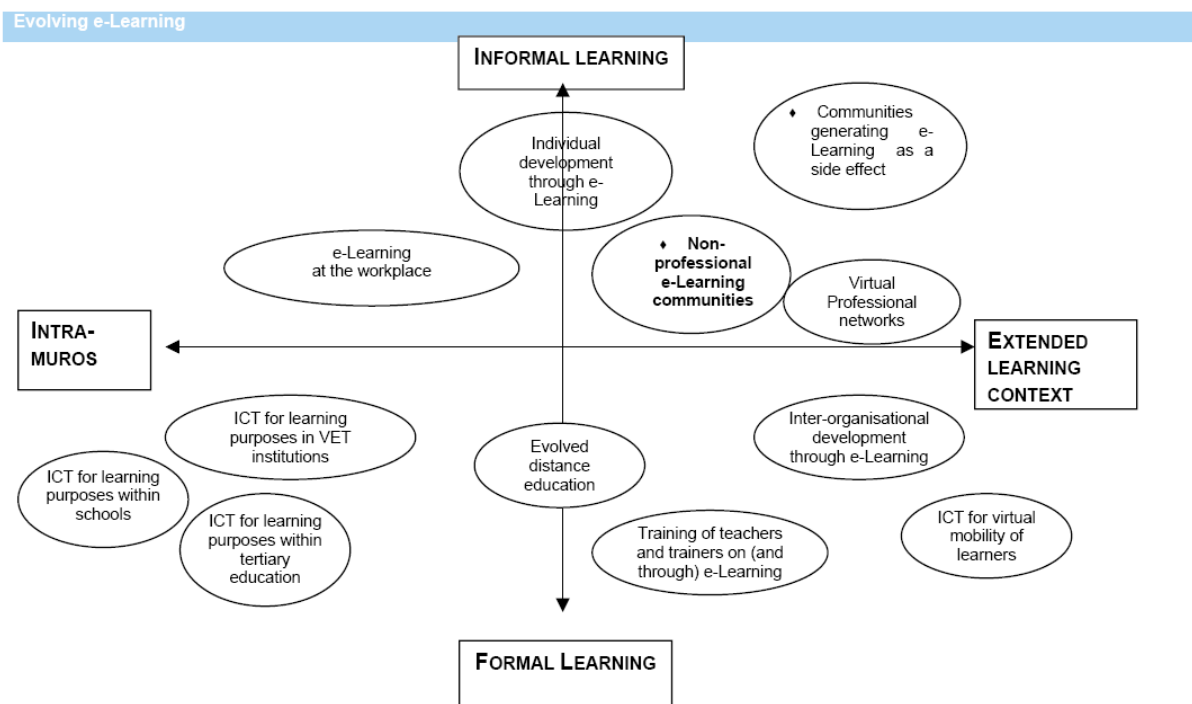 Evolving e-Learning
INFORMAL LEARNING
Individual
development
through e-
Learning
♦ Communities
generating e-
Learning as a
side effect
e-Learning
at the workplace
♦ Non-
professional
e-Learning
communities
Virtual
Professional
networks
INTRA-
MUROS
EXTENDED
LEARNING
CONTEXT
ICT for learning
purposes in VET
institutions
Evolved
distance
education
Inter-organisational
development
through e-Learning
ICT for learning
purposes within
schools
ICT for learning
purposes within
tertiary
education
Training of teachers
and trainers on (and
through) e-Learning
ICT for virtual
mobility of
learners
FORMAL LEARNING